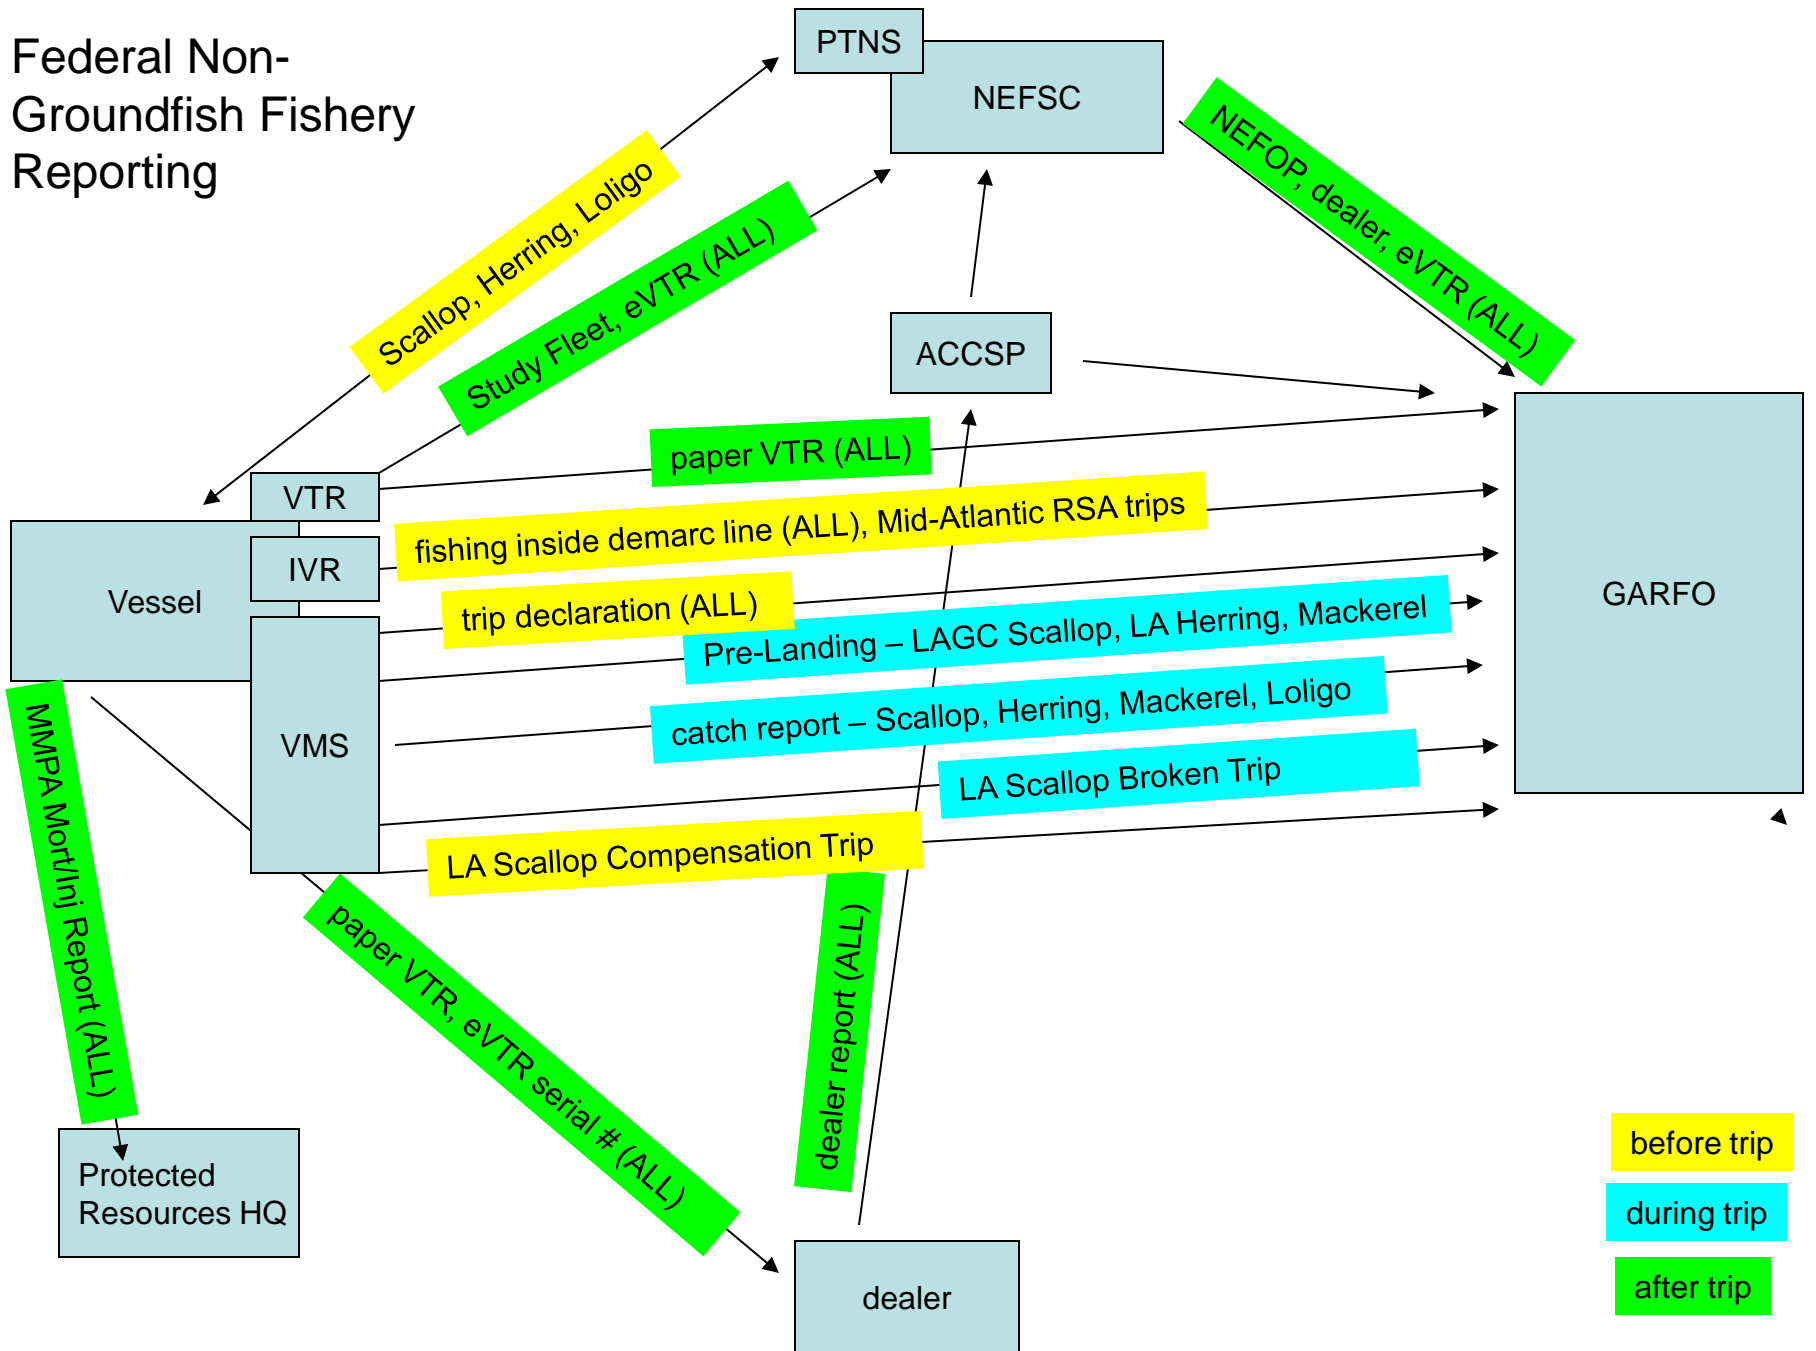 Federal Non-
Groundfish Fishery
Reporting
PTNS
NEFSC
NEFOP, dealer, eVTR (ALL)
Scallop, Herring, Loligo
Study Fleet, eVTR (ALL)
ACCSP
paper VTR (ALL)
VTR
fishing inside demarc line (ALL), Mid-Atlantic RSA trips
IVR
Vessel
GARFO
trip declaration (ALL)
Pre-Landing – LAGC Scallop, LA Herring, Mackerel
catch report – Scallop, Herring, Mackerel, Loligo
VMS
LA Scallop Broken Trip
LA Scallop Compensation Trip
MMPA Mort/Inj Report (ALL)
paper VTR, eVTR serial # (ALL)
dealer report (ALL)
Protected
Resources HQ
dealer
before trip
during trip
after trip